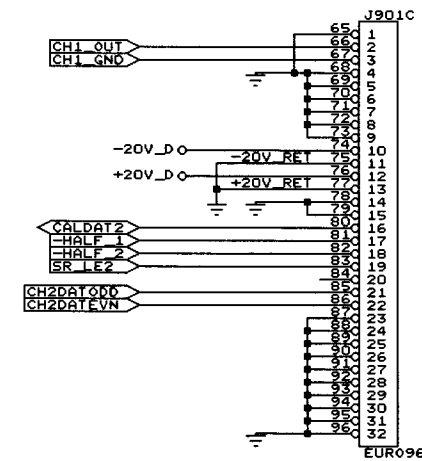 J901C
65 1
CH1_OUT 66 2
CH1_GND 67 3
68 4
69 5
70 6
71 7
72 8
73 9
-20V_D 74 10
-20V_RET 75 11
+20V_D 76 12
+20V_RET 77 13
78 14
79 15
CALDAT2 80 16
-HALF_1 81 17
-HALF_2 82 18
SR_LE2 83 19
84 20
CH2DATODD 85 21
CH2DATEVN 86 22
87 23
88 24
89 25
90 26
91 27
92 28
93 29
94 30
95 31
96 32
EURO96